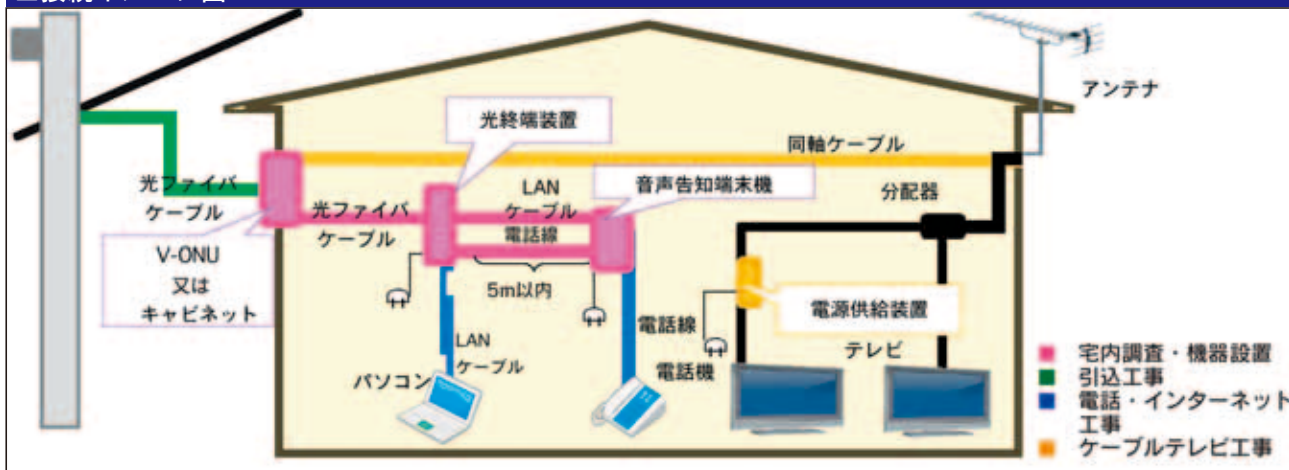 アンテナ
光終端装置
同軸ケーブル
光ファイバ
ケーブル
光ファイバ
ケーブル
LAN
ケーブル
音声告知端末機
分配器
電話線
V-ONU
又は
キャビネット
5m以内
電源供給装置
電話線
LAN
ケーブル
パソコン
電話機
テレビ
宅内調査・機器設置
引込工事
電話・インターネット
工事
ケーブルテレビ工事